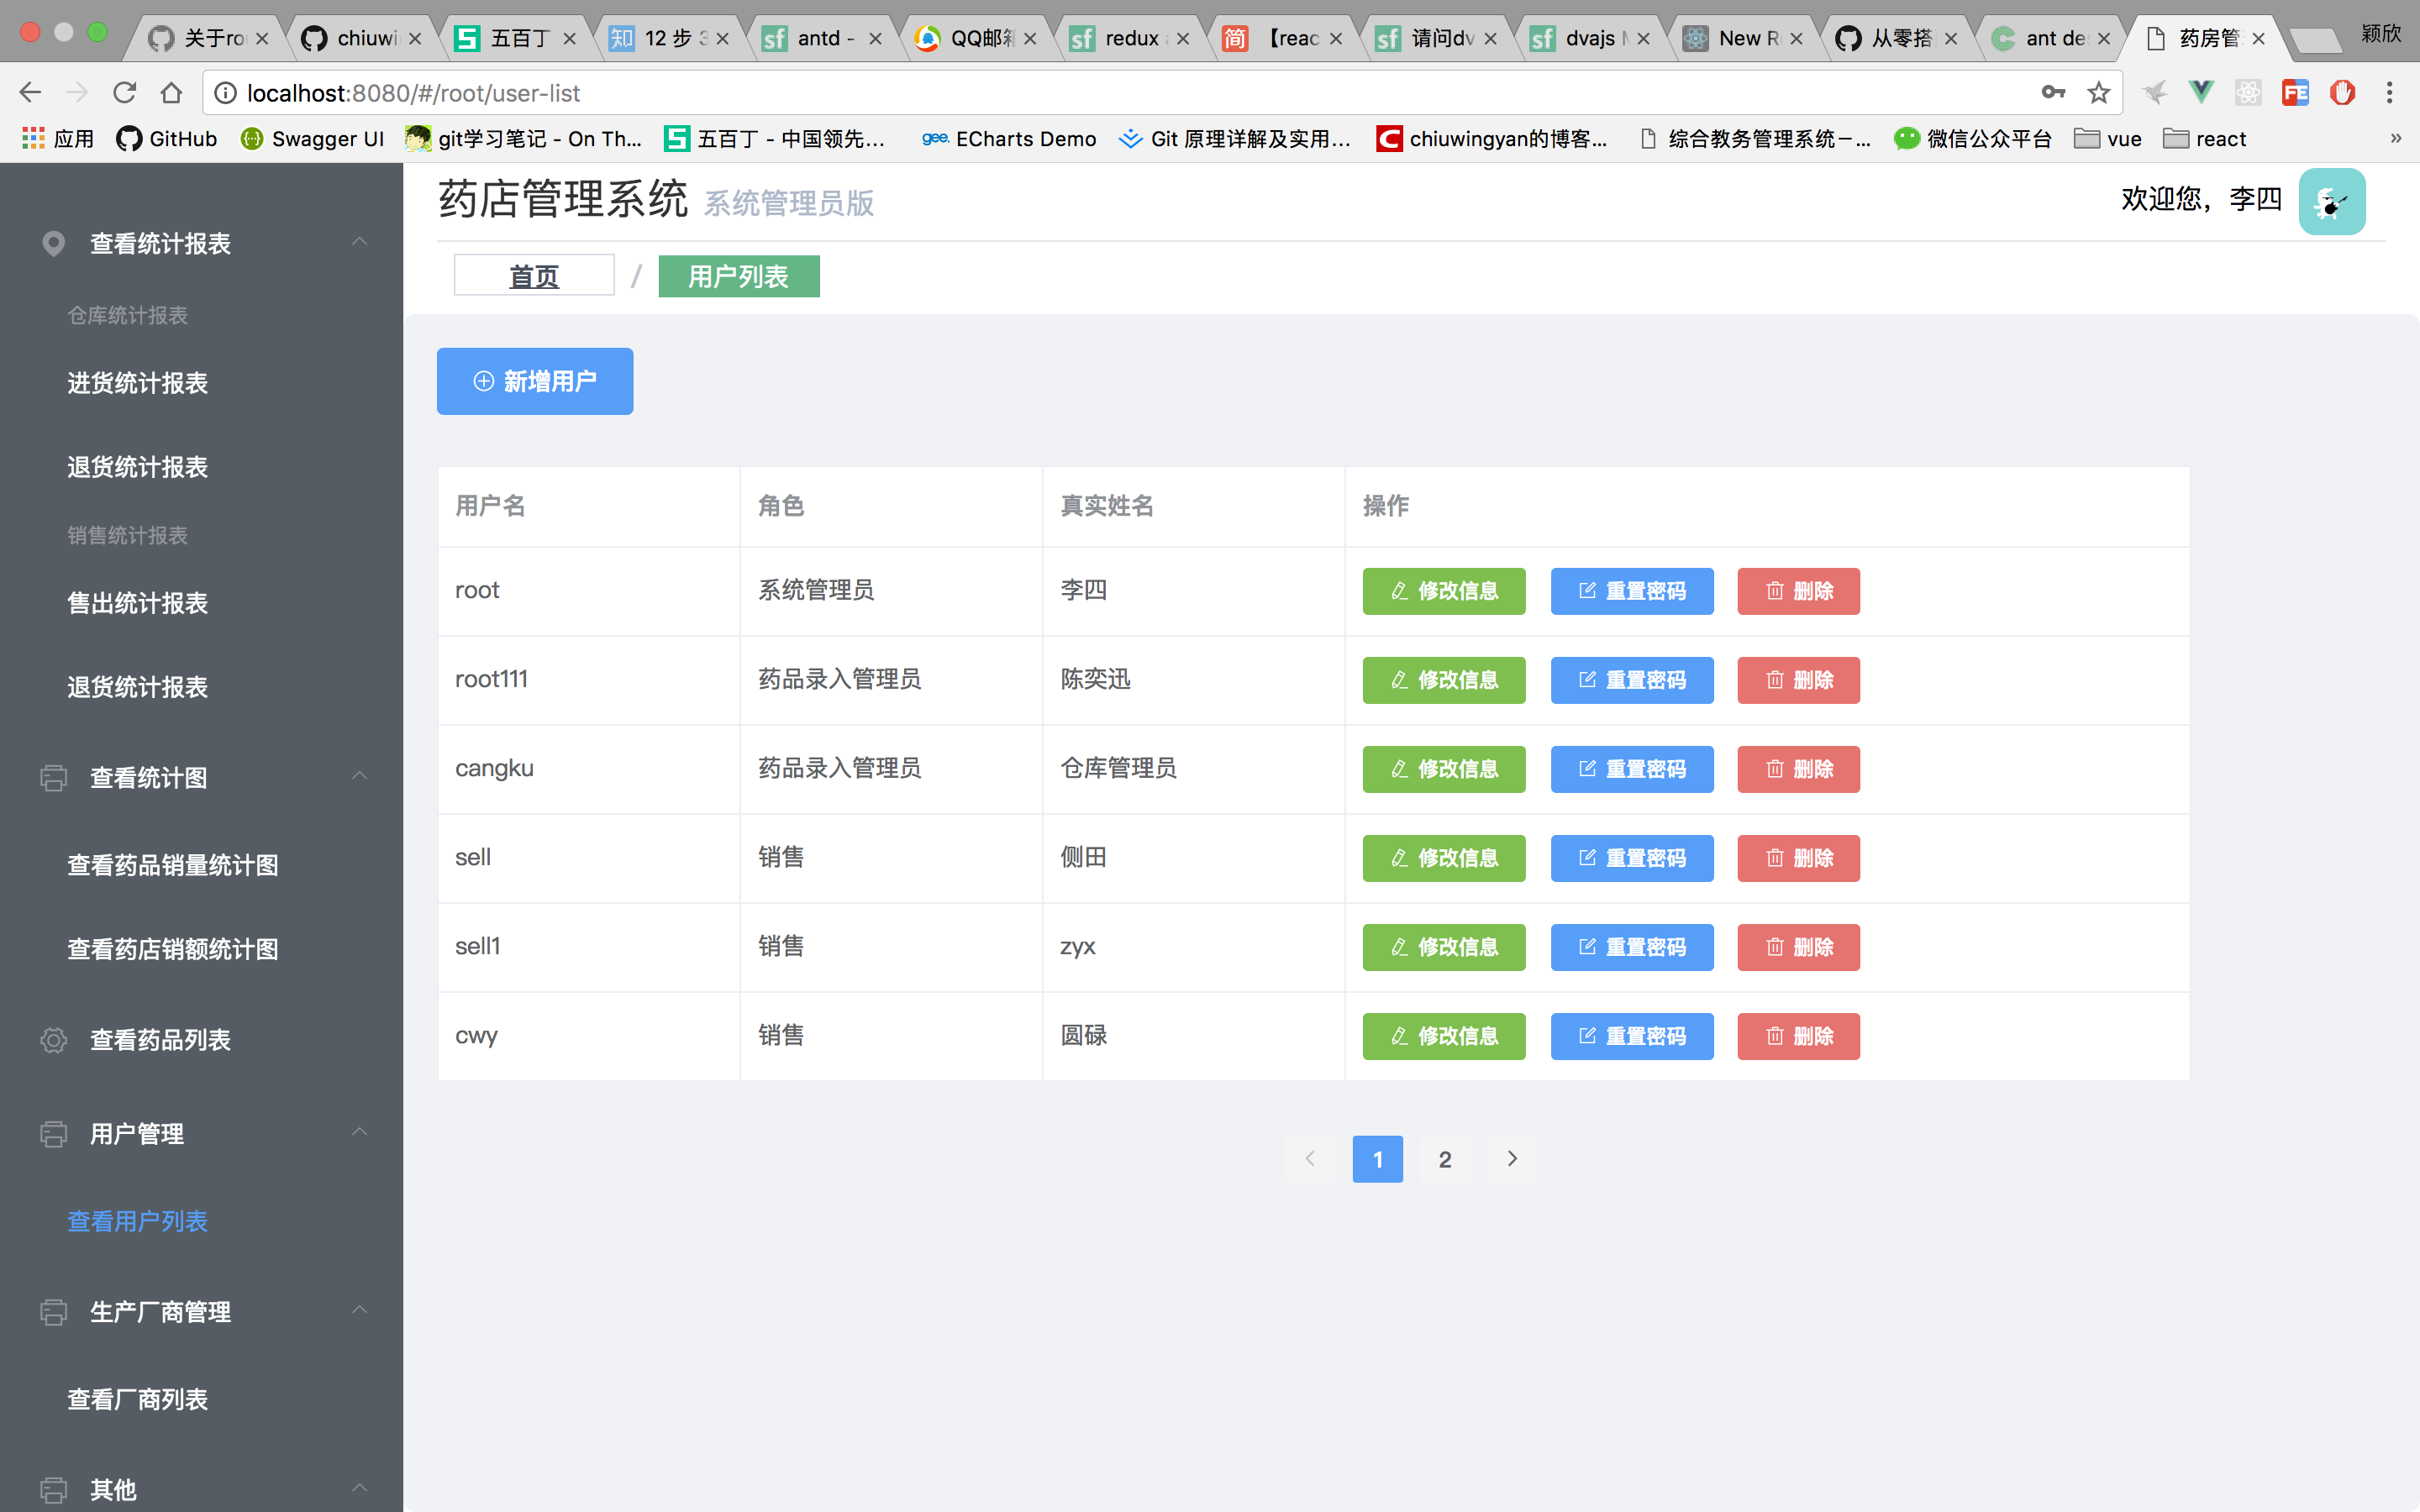 关于ro
chiuwi
五百丁
12 步 3
antd -
QQ邮箱
redux a
【reac
请问dv
dvajs
New R
从零搭
ant de
药房管
颖欣
localhost:8080/#/root/user-list
应用
GitHub
Swagger UI
git学习笔记 - On Th...
五百丁 - 中国领先...
ECharts Demo
Git 原理详解及实用...
chiuwingyan的博客...
综合教务管理系统－...
微信公众平台
vue
react
»
药店管理系统 系统管理员版
欢迎您，李四
首页 / 用户列表
查看统计报表
仓库统计报表
进货统计报表
退货统计报表
销售统计报表
售出统计报表
退货统计报表
查看统计图
查看药品销量统计图
查看药店销额统计图
查看药品列表
用户管理
查看用户列表
生产厂商管理
查看厂商列表
其他
新增用户
用户名 角色 真实姓名 操作
root 系统管理员 李四 修改信息 重置密码 删除
root111 药品录入管理员 陈奕迅 修改信息 重置密码 删除
cangku 药品录入管理员 仓库管理员 修改信息 重置密码 删除
sell 销售 侧田 修改信息 重置密码 删除
sell1 销售 zyx 修改信息 重置密码 删除
cwy 销售 圆碌 修改信息 重置密码 删除
1 2